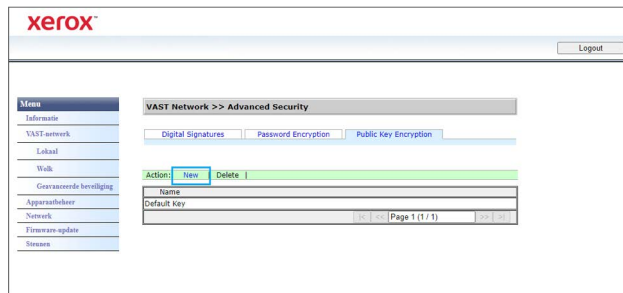 xerox™
Logout
Menu
Informatie
VAST-netwerk
Lokaal
Wolk
Geavanceerde beveiliging
Apparaatbeheer
Netwerk
Firmware-update
Steunen
VAST Network >> Advanced Security
Digital Signatures Password Encryption Public Key Encryption
Action: New | Delete |
Name
Default Key
|< << Page 1 (1 / 1) >> >|